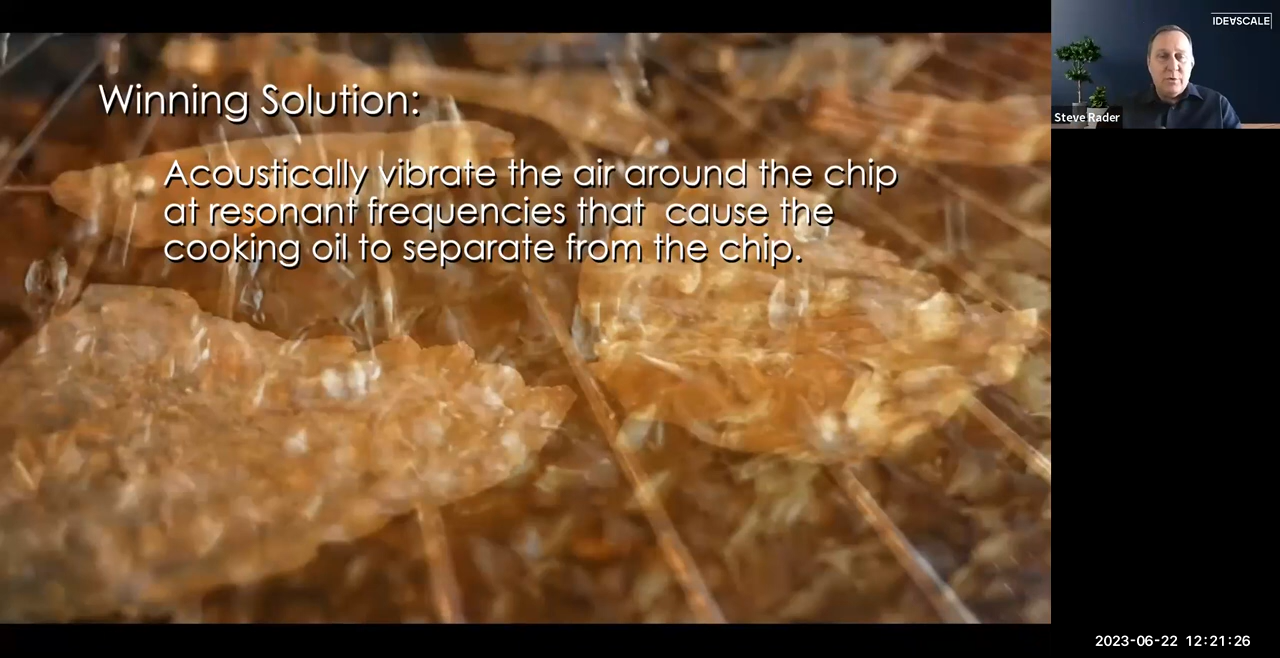 Winning Solution:
Acoustically vibrate the air around the chip
at resonant frequencies that cause the
cooking oil to separate from the chip.
IDEASCALE
Steve Rader
2023-06-22 12:21:26